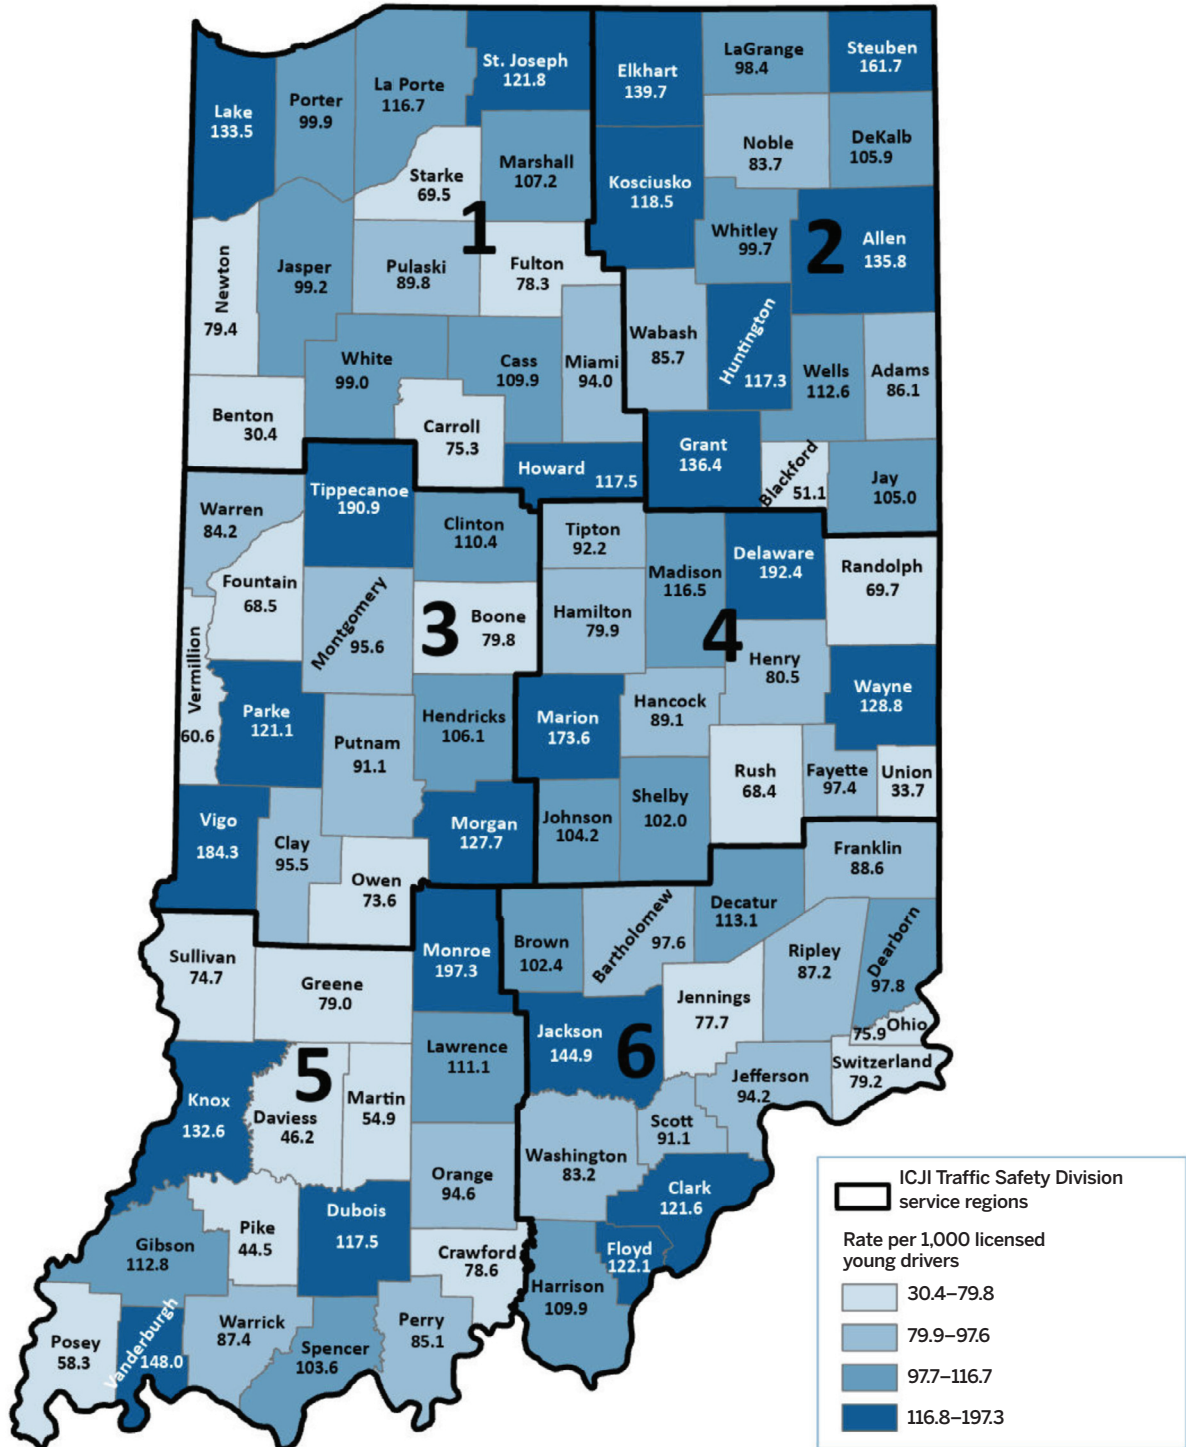 Lake
133.5
Porter
99.9
La Porte
116.7
St. Joseph
121.8
Elkhart
139.7
LaGrange
98.4
Steuben
161.7
Noble
83.7
DeKalb
105.9
Starke
69.5
Marshall
107.2
Kosciusko
118.5
1
Whitley
99.7
2
Allen
135.8
Newton
79.4
Jasper
99.2
Pulaski
89.8
Fulton
78.3
White
99.0
Cass
109.9
Miami
94.0
Wabash
85.7
Huntington
117.3
Wells
112.6
Adams
86.1
Benton
30.4
Carroll
75.3
Howard 117.5
Grant
136.4
Blackford
51.1
Jay
105.0
Warren
84.2
Tippecanoe
190.9
Clinton
110.4
Tipton
92.2
Madison
116.5
Delaware
192.4
Randolph
69.7
Fountain
68.5
Montgomery
95.6
3
Boone
79.8
Hamilton
79.9
4
Henry
80.5
Vermillion
60.6
Parke
121.1
Putnam
91.1
Hendricks
106.1
Marion
173.6
Hancock
89.1
Wayne
128.8
Rush
68.4
Fayette
97.4
Union
33.7
Vigo
184.3
Clay
95.5
Morgan
127.7
Johnson
104.2
Shelby
102.0
Owen
73.6
Franklin
88.6
Decatur
113.1
Sullivan
74.7
Greene
79.0
Monroe
197.3
Brown
102.4
Bartholomew
97.6
Ripley
87.2
Dearborn
97.8
Jennings
77.7
Jackson
144.9
6
75.9 Ohio
Switzerland
79.2
Lawrence
111.1
5
Knox
132.6
Daviess
46.2
Martin
54.9
Jefferson
94.2
Scott
91.1
Washington
83.2
Orange
94.6
Clark
121.6
Dubois
117.5
Pike
44.5
Gibson
112.8
Crawford
78.6
Floyd
122.1
Harrison
109.9
Posey
58.3
Vanderburgh
148.0
Warrick
87.4
Spencer
103.6
Perry
85.1
ICJI Traffic Safety Division
service regions
Rate per 1,000 licensed
young drivers
30.4–79.8
79.9–97.6
97.7–116.7
116.8–197.3